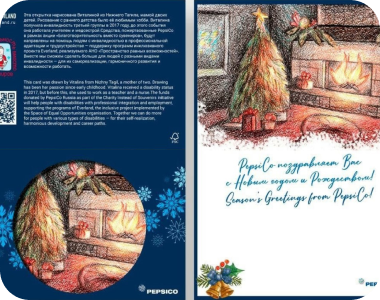 Эта открытка нарисована Виталиной из Нижнего Тагила, мамой двоих
детей. Рисование с раннего детства было её любимым хобби. Виталина
получила инвалидность третьей группы в 2017 году, до этого события
она работала учителем и медсестрой. Средства, пожертвованные PepsiCo
в рамках акции «Благотворительность вместо сувениров», будут
направлены на помощь людям с инвалидностью в профессиональной
адаптации и трудоустройстве — поддержку программ инклюзивного
проекта Everland, реализуемого АНО «Пространство равных возможностей».
Вместе мы сможем сделать больше для людей с разными видами
инвалидности – для их самореализации, гармоничного развития и
возможности работать.
This card was drawn by Vitalina from Nizhny Tagil, a mother of two. Drawing
has been her passion since early childhood. Vitalina received a disability status
in 2017, but before this, she used to work as a teacher and a nurse. The funds
donated by PepsiCo Russia as part of the Charity Instead of Souvenirs initiative
will help people with disabilities with professional integration and employment,
supporting the programs of Everland, the inclusive project implemented by
the Space of Equal Opportunities organisation. Together we can do more
for people with various types of disabilities – for their self-realization,
harmonious development and career paths.
FSC
PEPSICO
PepsiCo поздравляет Вас
с Новым годом и Рождеством!
Season's Greetings from PepsiCo!